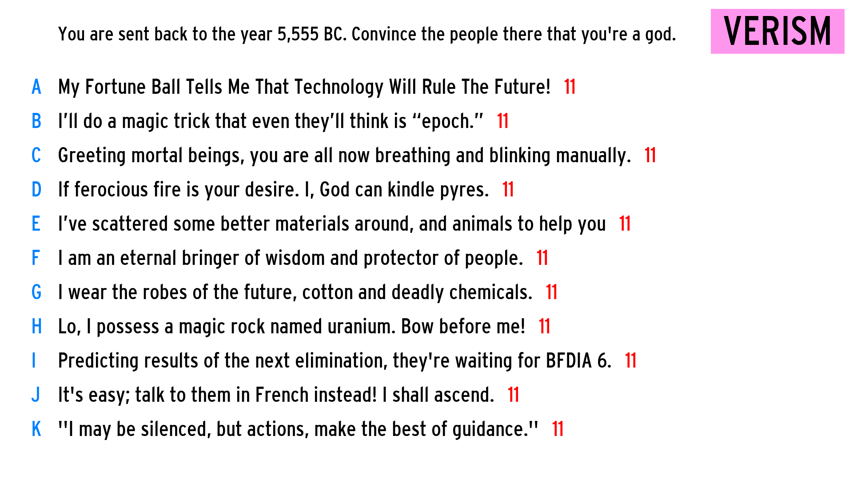 You are sent back to the year 5,555 BC. Convince the people there that you're a god.
VERISM
A My Fortune Ball Tells Me That Technology Will Rule The Future! 11
B I’ll do a magic trick that even they’ll think is “epoch.” 11
C Greeting mortal beings, you are all now breathing and blinking manually. 11
D If ferocious fire is your desire. I, God can kindle pyres. 11
E I’ve scattered some better materials around, and animals to help you 11
F I am an eternal bringer of wisdom and protector of people. 11
G I wear the robes of the future, cotton and deadly chemicals. 11
H Lo, I possess a magic rock named uranium. Bow before me! 11
I Predicting results of the next elimination, they're waiting for BFDIA 6. 11
J It's easy; talk to them in French instead! I shall ascend. 11
K "I may be silenced, but actions, make the best of guidance." 11